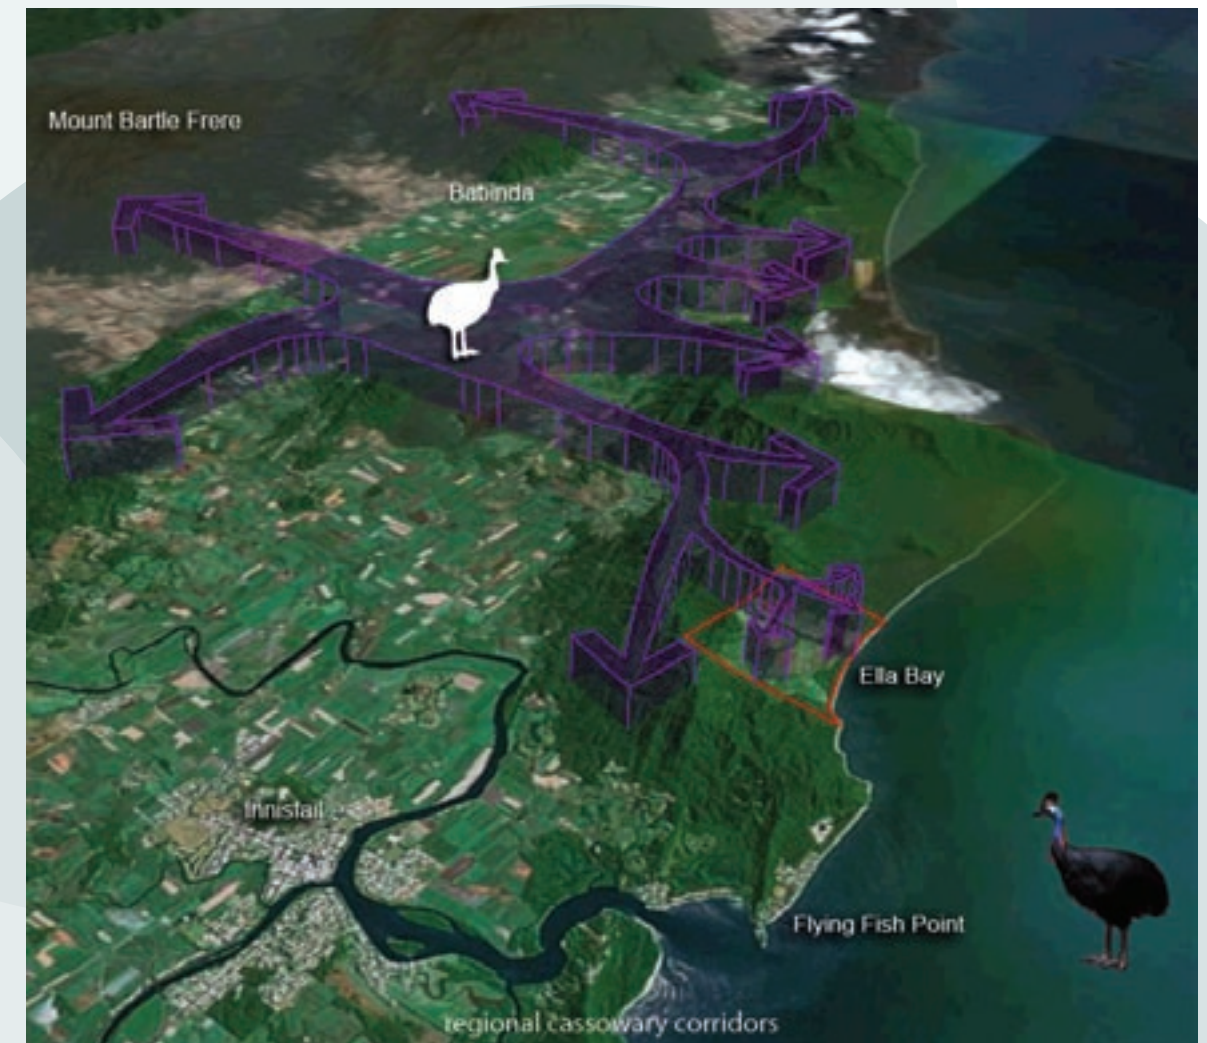 Mount Bartle Frere
Babinda
Ella Bay
Innisfail
Flying Fish Point
regional cassowary corridors